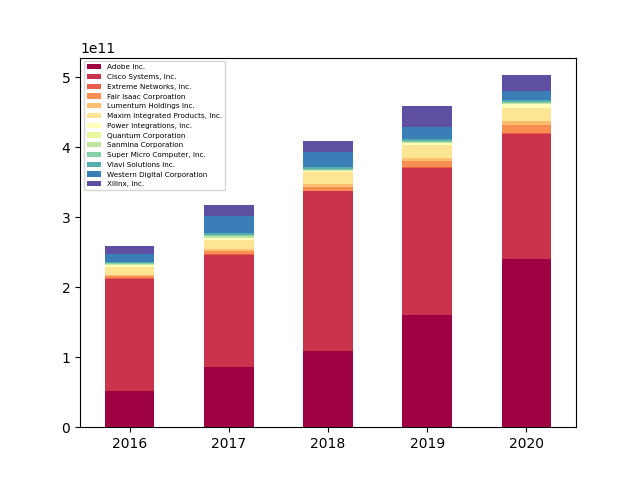 1e11
5
4
3
2
1
0
Adobe Inc.
Cisco Systems, Inc.
Extreme Networks, Inc.
Fair Isaac Corproation
Lumentum Holdings Inc.
Maxim Integrated Products, Inc.
Power Integrations, Inc.
Quantum Corporation
Sanmina Corporation
Super Micro Computer, Inc.
Viavi Solutions Inc.
Western Digital Corporation
Xilinx, Inc.
2016 2017 2018 2019 2020